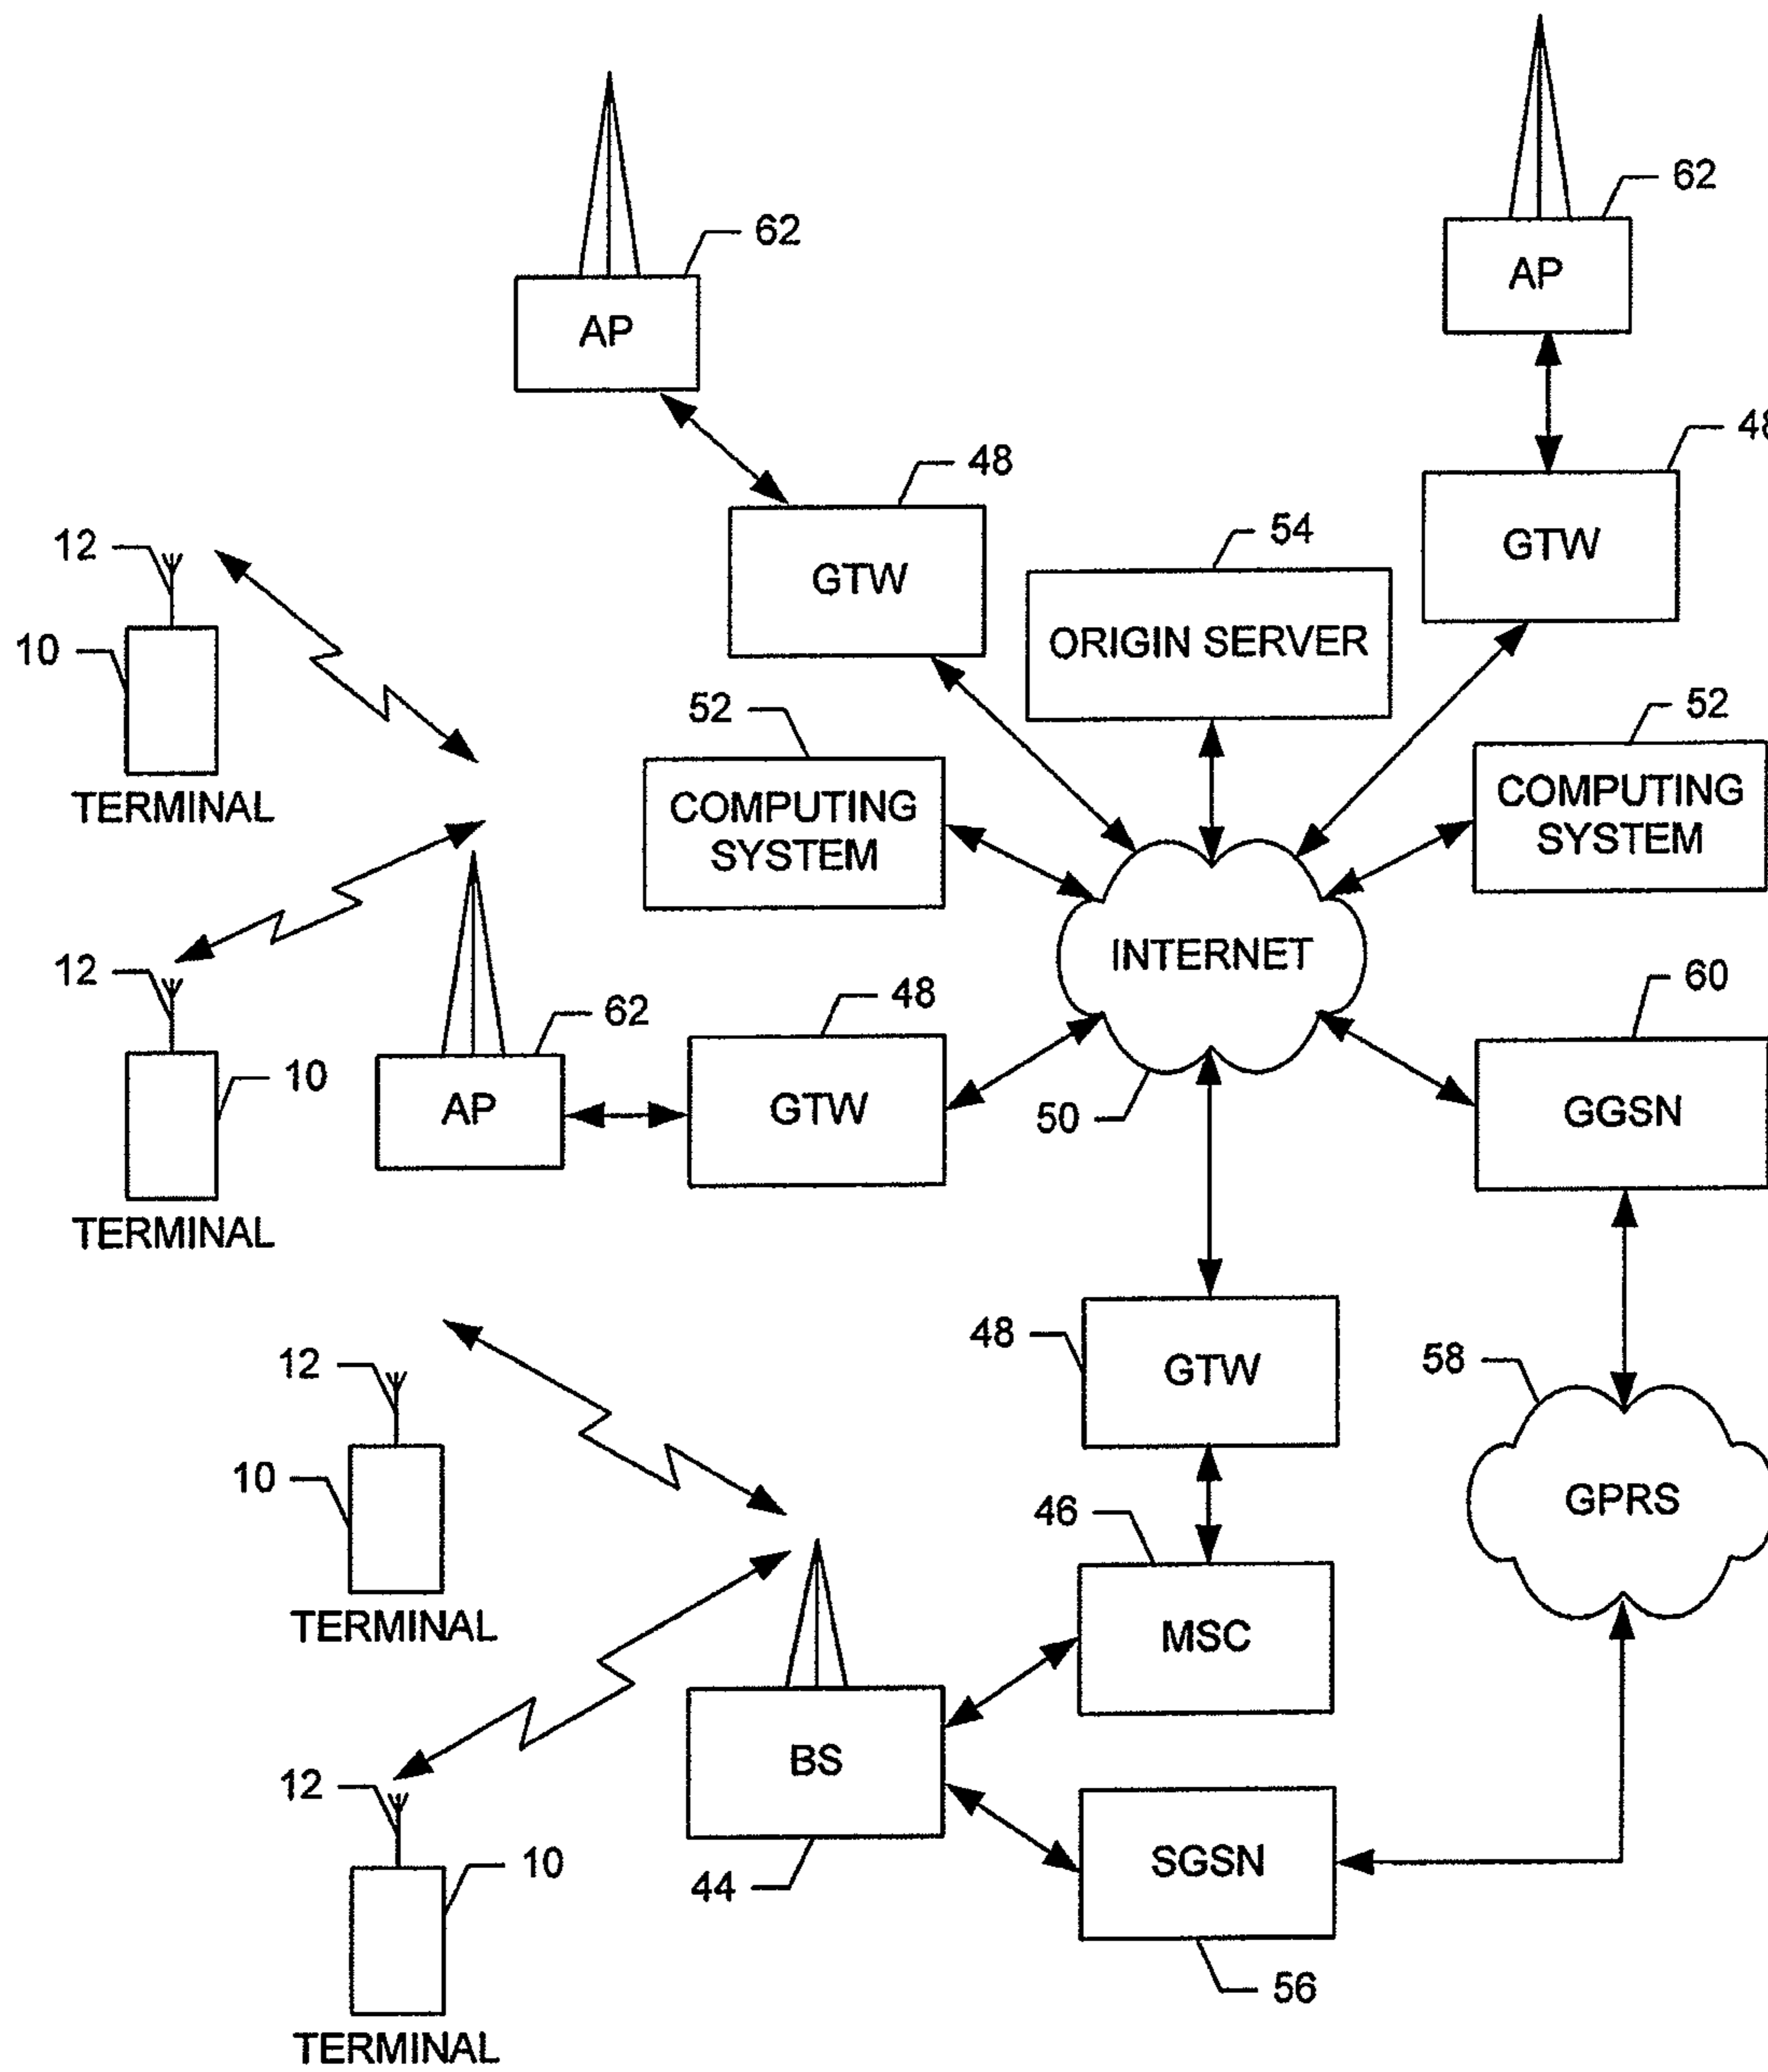 62
AP
62
AP
48
GTW
48
GTW
54
ORIGIN SERVER
12
10
TERMINAL
52
COMPUTING
SYSTEM
52
COMPUTING
SYSTEM
INTERNET
50
12
10
TERMINAL
62
AP
48
GTW
60
GGSN
48
GTW
58
GPRS
12
10
TERMINAL
46
MSC
BS
44
SGSN
56
12
10
TERMINAL